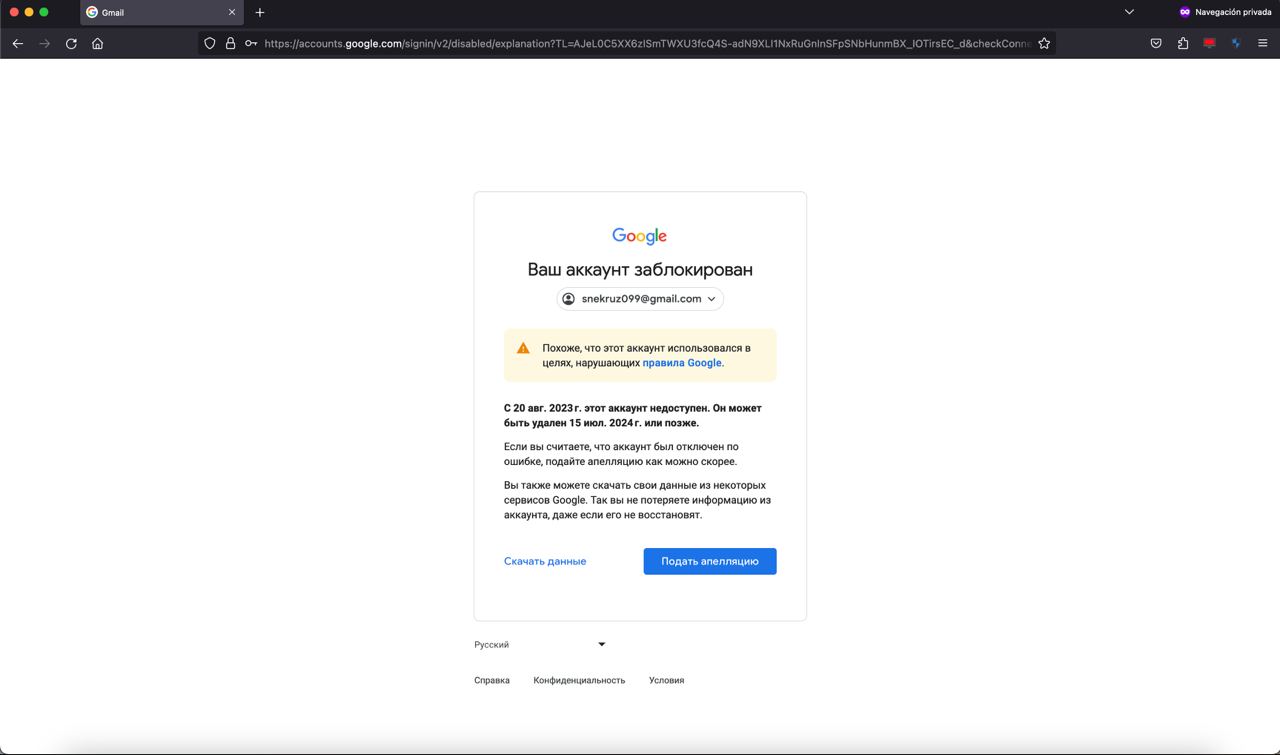 Gmail
Navegación privada
https://accounts.google.com/signin/v2/disabled/explanation?TL=AJeL0C5XX6zISmTWXU3fcQ4S-adN9XLI1NxRuGnInSFpSNbHunmBX_IOTirsEC_d&checkConne
Google
Ваш аккаунт заблокирован
snekruz099@gmail.com
Похоже, что этот аккаунт использовался в
целях, нарушающих правила Google.
С 20 авг. 2023 г. этот аккаунт недоступен. Он может
быть удален 15 июл. 2024 г. или позже.
Если вы считаете, что аккаунт был отключен по
ошибке, подайте апелляцию как можно скорее.
Вы также можете скачать свои данные из некоторых
сервисов Google. Так вы не потеряете информацию из
аккаунта, даже если его не восстановят.
Скачать данные
Подать апелляцию
Русский
Справка
Конфиденциальность
Условия